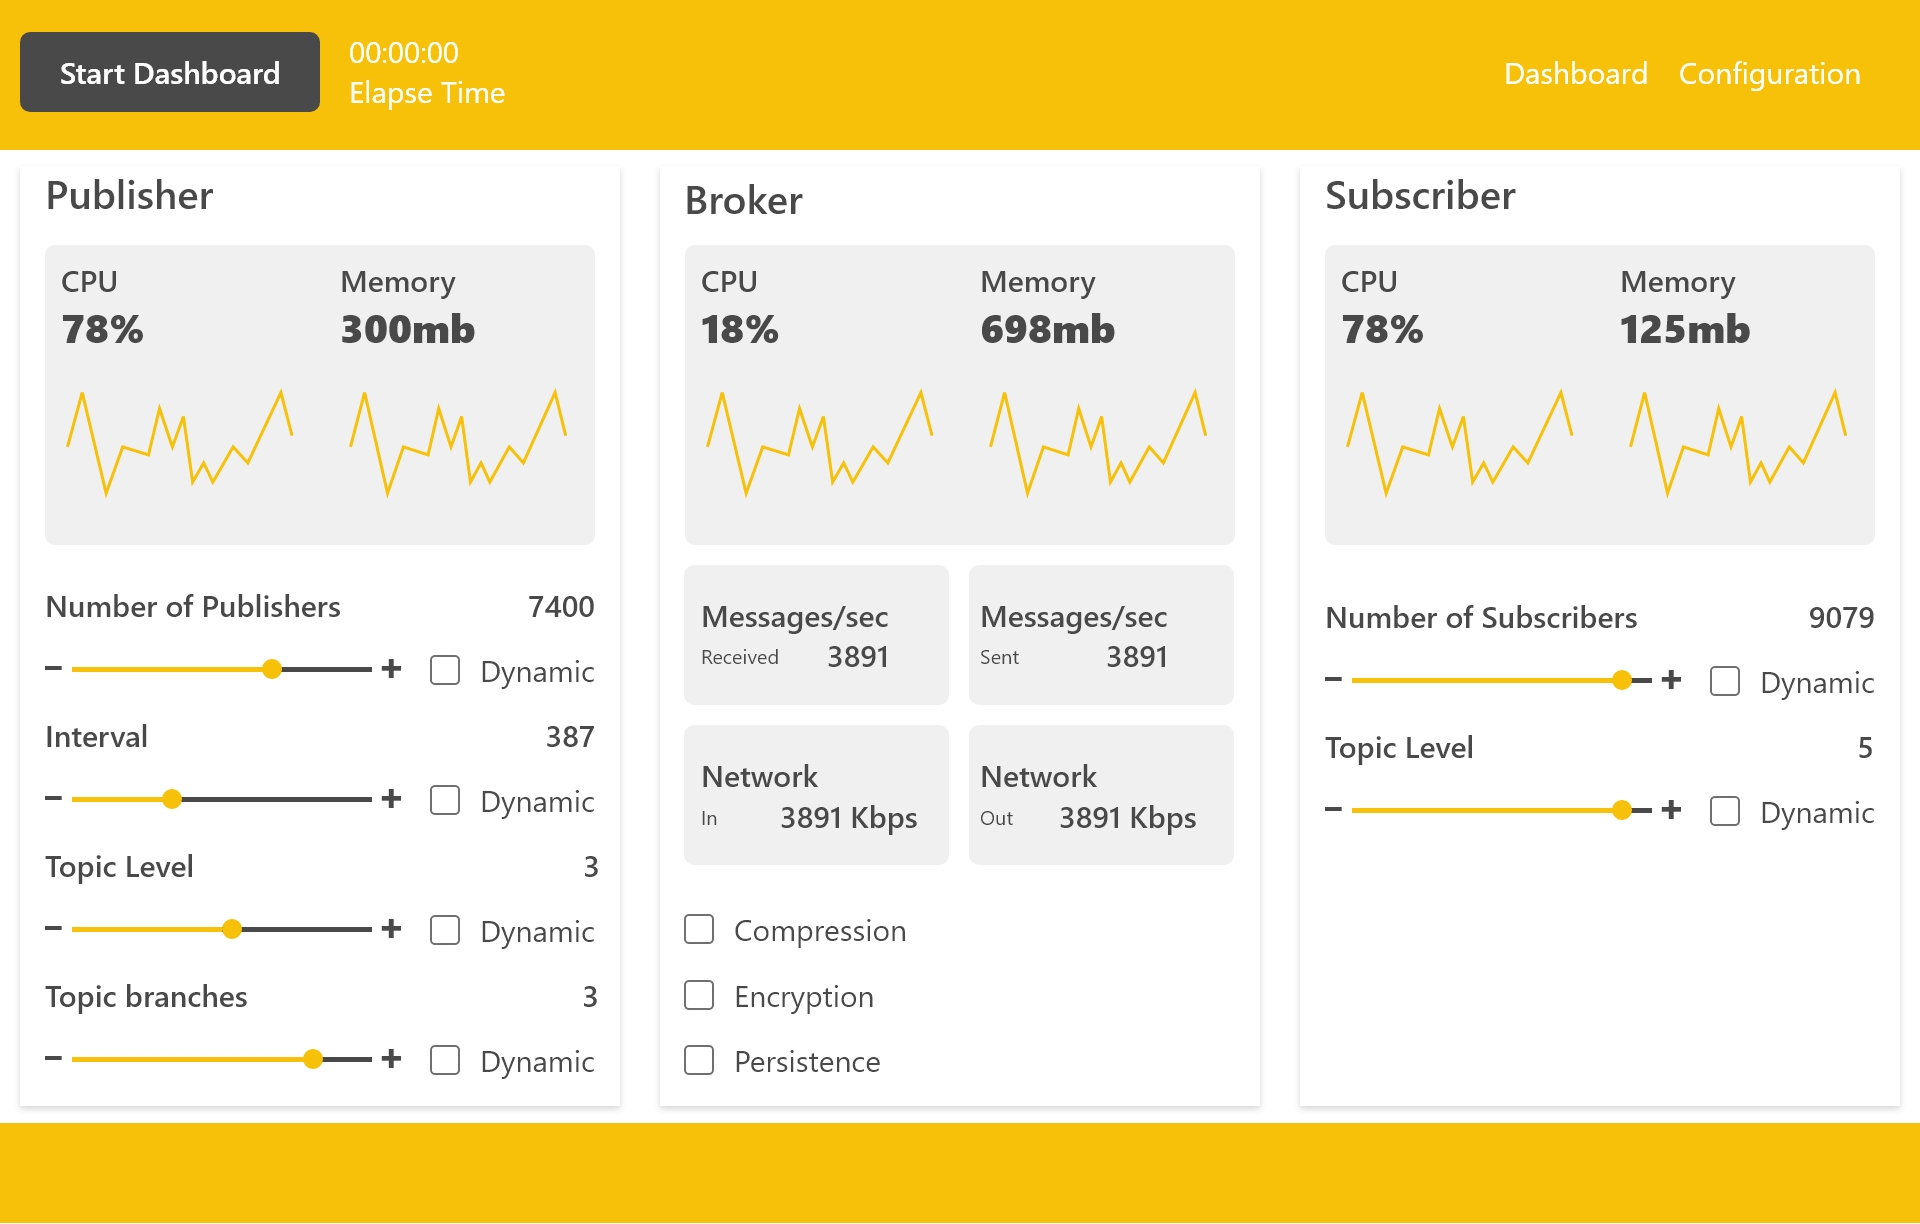 Start Dashboard
00:00:00
Elapse Time
Dashboard
Configuration
Publisher
CPU
Memory
78%
300mb
Number of Publishers
7400
Dynamic
Interval
387
Dynamic
Topic Level
3
Dynamic
Topic branches
3
Dynamic
Broker
CPU
Memory
18%
698mb
Messages/sec
Received 3891
Messages/sec
Sent 3891
Network
In 3891 Kbps
Network
Out 3891 Kbps
Compression
Encryption
Persistence
Subscriber
CPU
Memory
78%
125mb
Number of Subscribers
9079
Dynamic
Topic Level
5
Dynamic